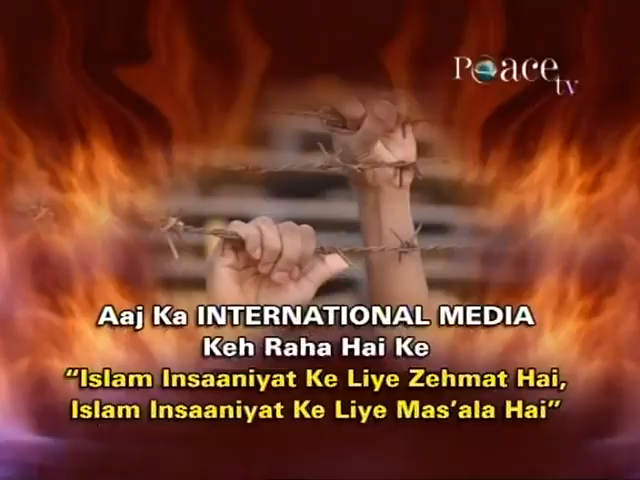 Peace
tv
Aaj Ka INTERNATIONAL MEDIA
Keh Raha Hai Ke
“Islam Insaaniyat Ke Liye Zehmat Hai,
Islam Insaaniyat Ke Liye Mas’ala Hai”